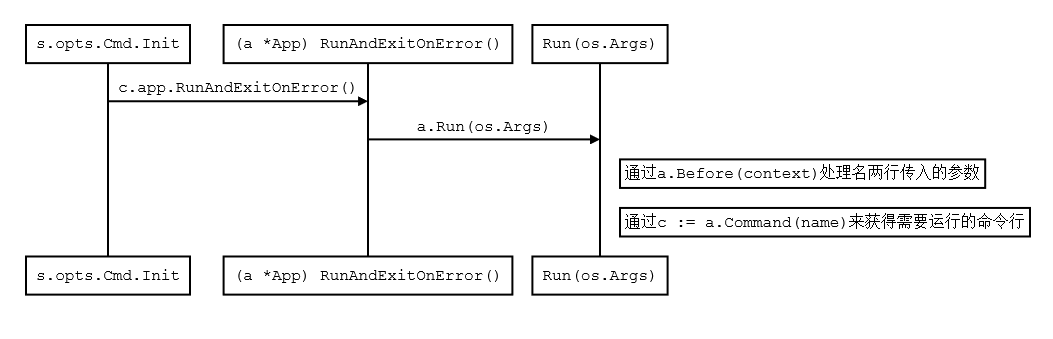 s.opts.Cmd.Init
(a *App) RunAndExitOnError()
Run(os.Args)
c.app.RunAndExitOnError()
a.Run(os.Args)
通过a.Before(context)处理名两行传入的参数
通过c := a.Command(name)来获得需要运行的命令行
s.opts.Cmd.Init
(a *App) RunAndExitOnError()
Run(os.Args)